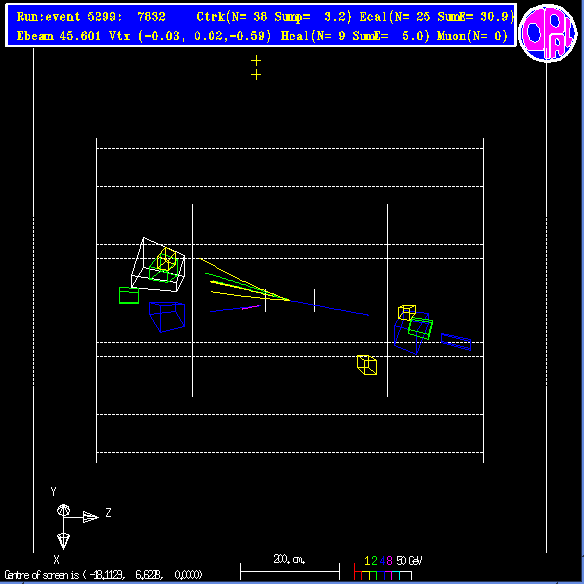 Run:event 5299: 7632 Ctrk(N= 38 Sump= 3.2) Ecal(N= 25 SumE= 30.9)
Ebeam 45.601 Vtx (-0.03, 0.02,-0.59) Hcal(N= 9 SumE= 5.0) Muon(N= 0)
OPAL
Y
Z
X
200. cm.
1 2 4 8 50 GeV
Centre of screen is ( -18.1123, 6.6228, 0.0000)